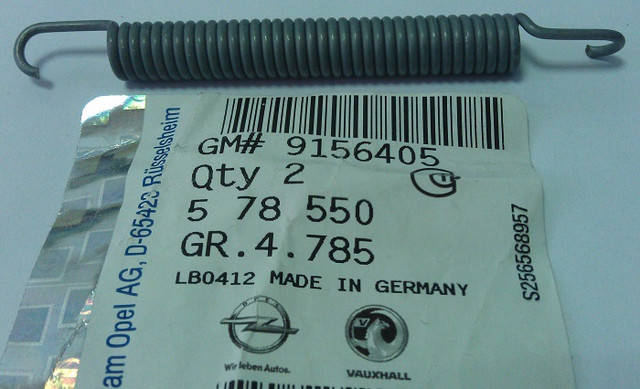 GM# 9156405
Qty 2
5 78 550
GR.4.785
LB0412 MADE IN GERMANY
OPEL
Wir leben Autos.
VAUXHALL
am Opel AG, D-65423 Rüsselsheim
S256568957